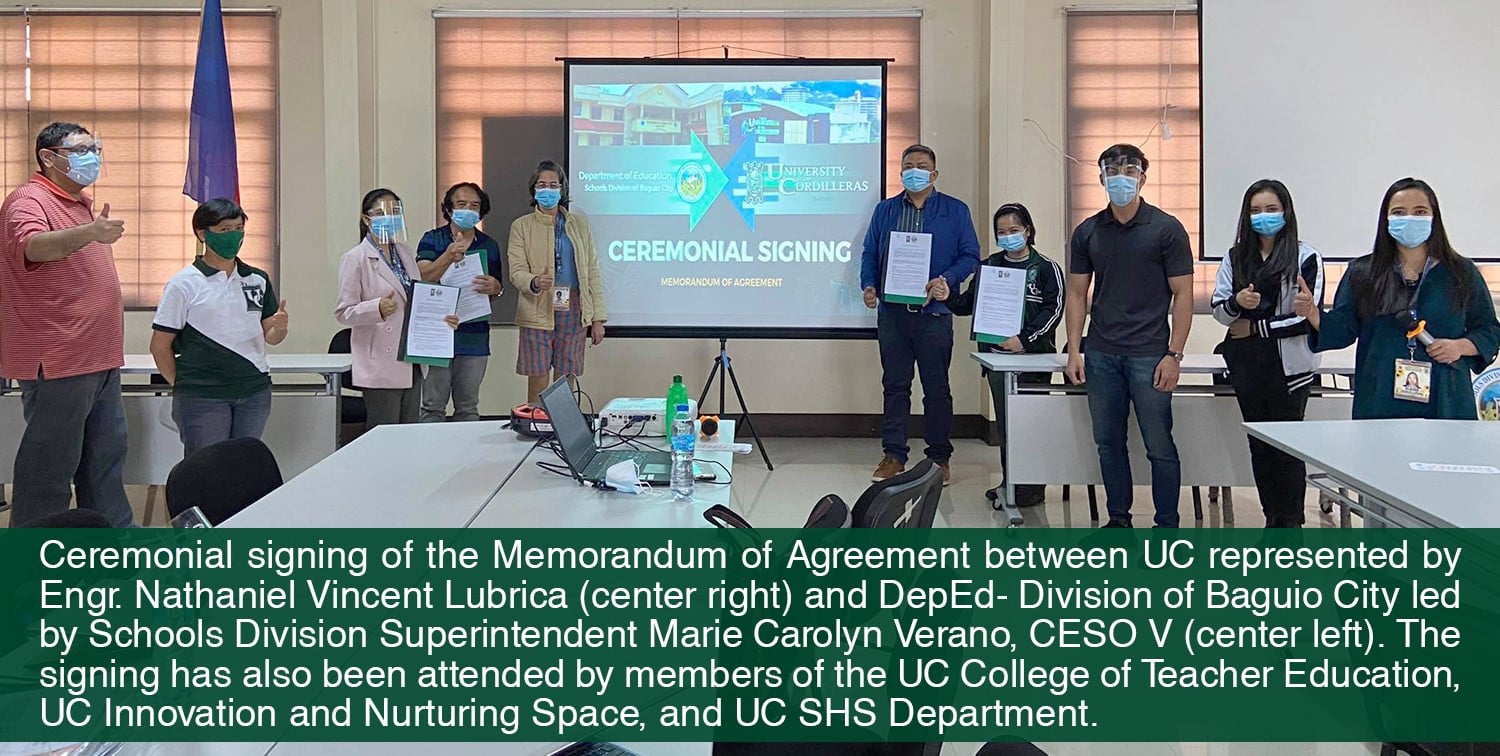 Department of Education
Schools Division of Baguio City
UNIVERSITY
CORDILLERAS
CEREMONIAL SIGNING
MEMORANDUM OF AGREEMENT
UC
Ceremonial signing of the Memorandum of Agreement between UC represented by
Engr. Nathaniel Vincent Lubrica (center right) and DepEd- Division of Baguio City led
by Schools Division Superintendent Marie Carolyn Verano, CESO V (center left). The
signing has also been attended by members of the UC College of Teacher Education,
UC Innovation and Nurturing Space, and UC SHS Department.